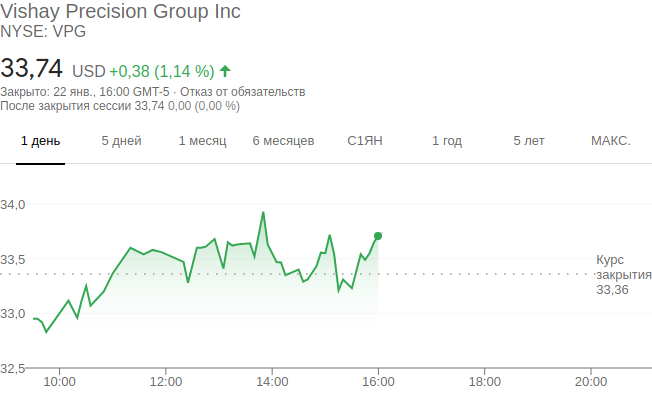 Vishay Precision Group Inc
NYSE: VPG
33,74 USD +0,38 (1,14 %)
Закрыто: 22 янв., 16:00 GMT-5 · Отказ от обязательств
После закрытия сессии 33,74 0,00 (0,00 %)
1 день 5 дней 1 месяц 6 месяцев С1ЯН 1 год 5 лет МАКС.
34,0
33,5
Курс
закрытия
33,36
33,0
32,5
10:00 12:00 14:00 16:00 18:00 20:00